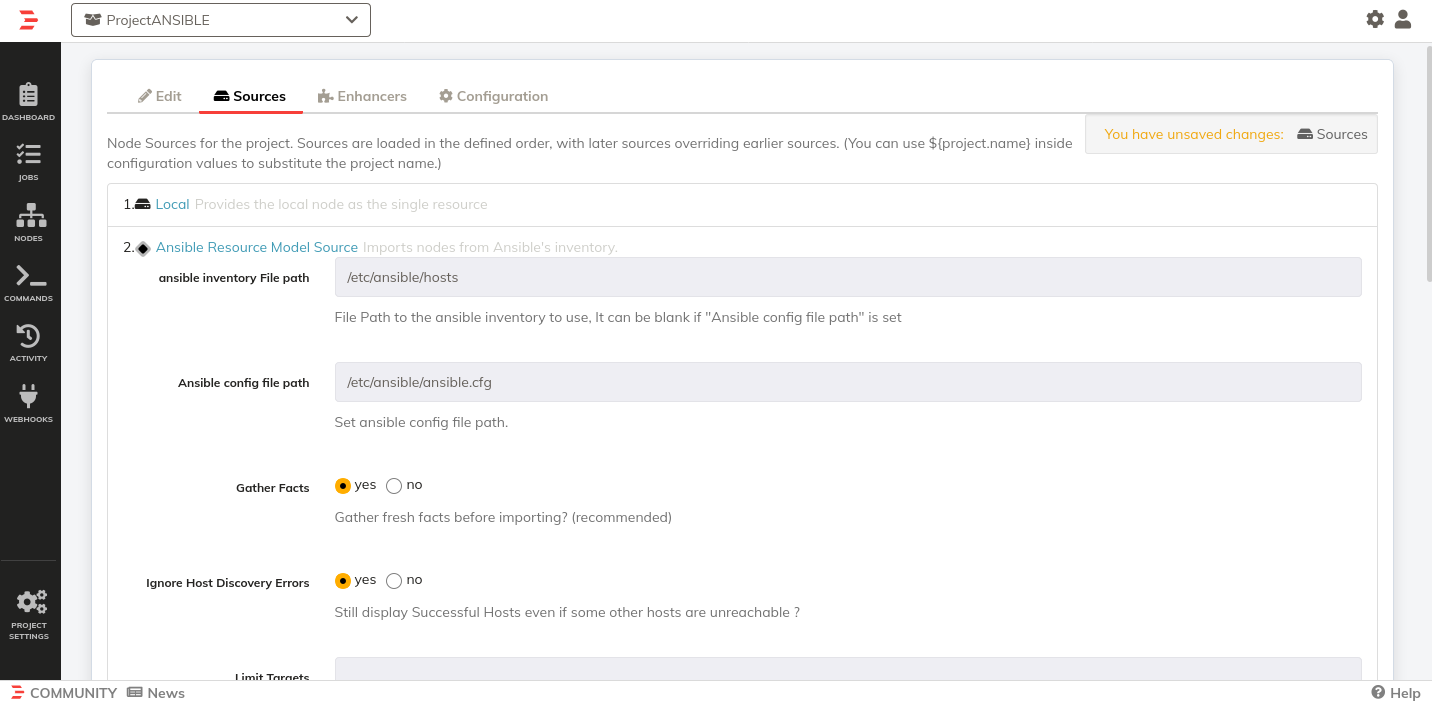 ProjectANSIBLE
DASHBOARD
JOBS
NODES
COMMANDS
ACTIVITY
WEBHOOKS
PROJECT
SETTINGS
Edit Sources Enhancers Configuration
You have unsaved changes: Sources
Node Sources for the project. Sources are loaded in the defined order, with later sources overriding earlier sources. (You can use ${project.name} inside
configuration values to substitute the project name.)
1. Local Provides the local node as the single resource
2. Ansible Resource Model Source Imports nodes from Ansible's inventory.
ansible inventory File path /etc/ansible/hosts
File Path to the ansible inventory to use, It can be blank if "Ansible config file path" is set
Ansible config file path /etc/ansible/ansible.cfg
Set ansible config file path.
Gather Facts yes no
Gather fresh facts before importing? (recommended)
Ignore Host Discovery Errors yes no
Still display Successful Hosts even if some other hosts are unreachable ?
Limit Targets
COMMUNITY News Help